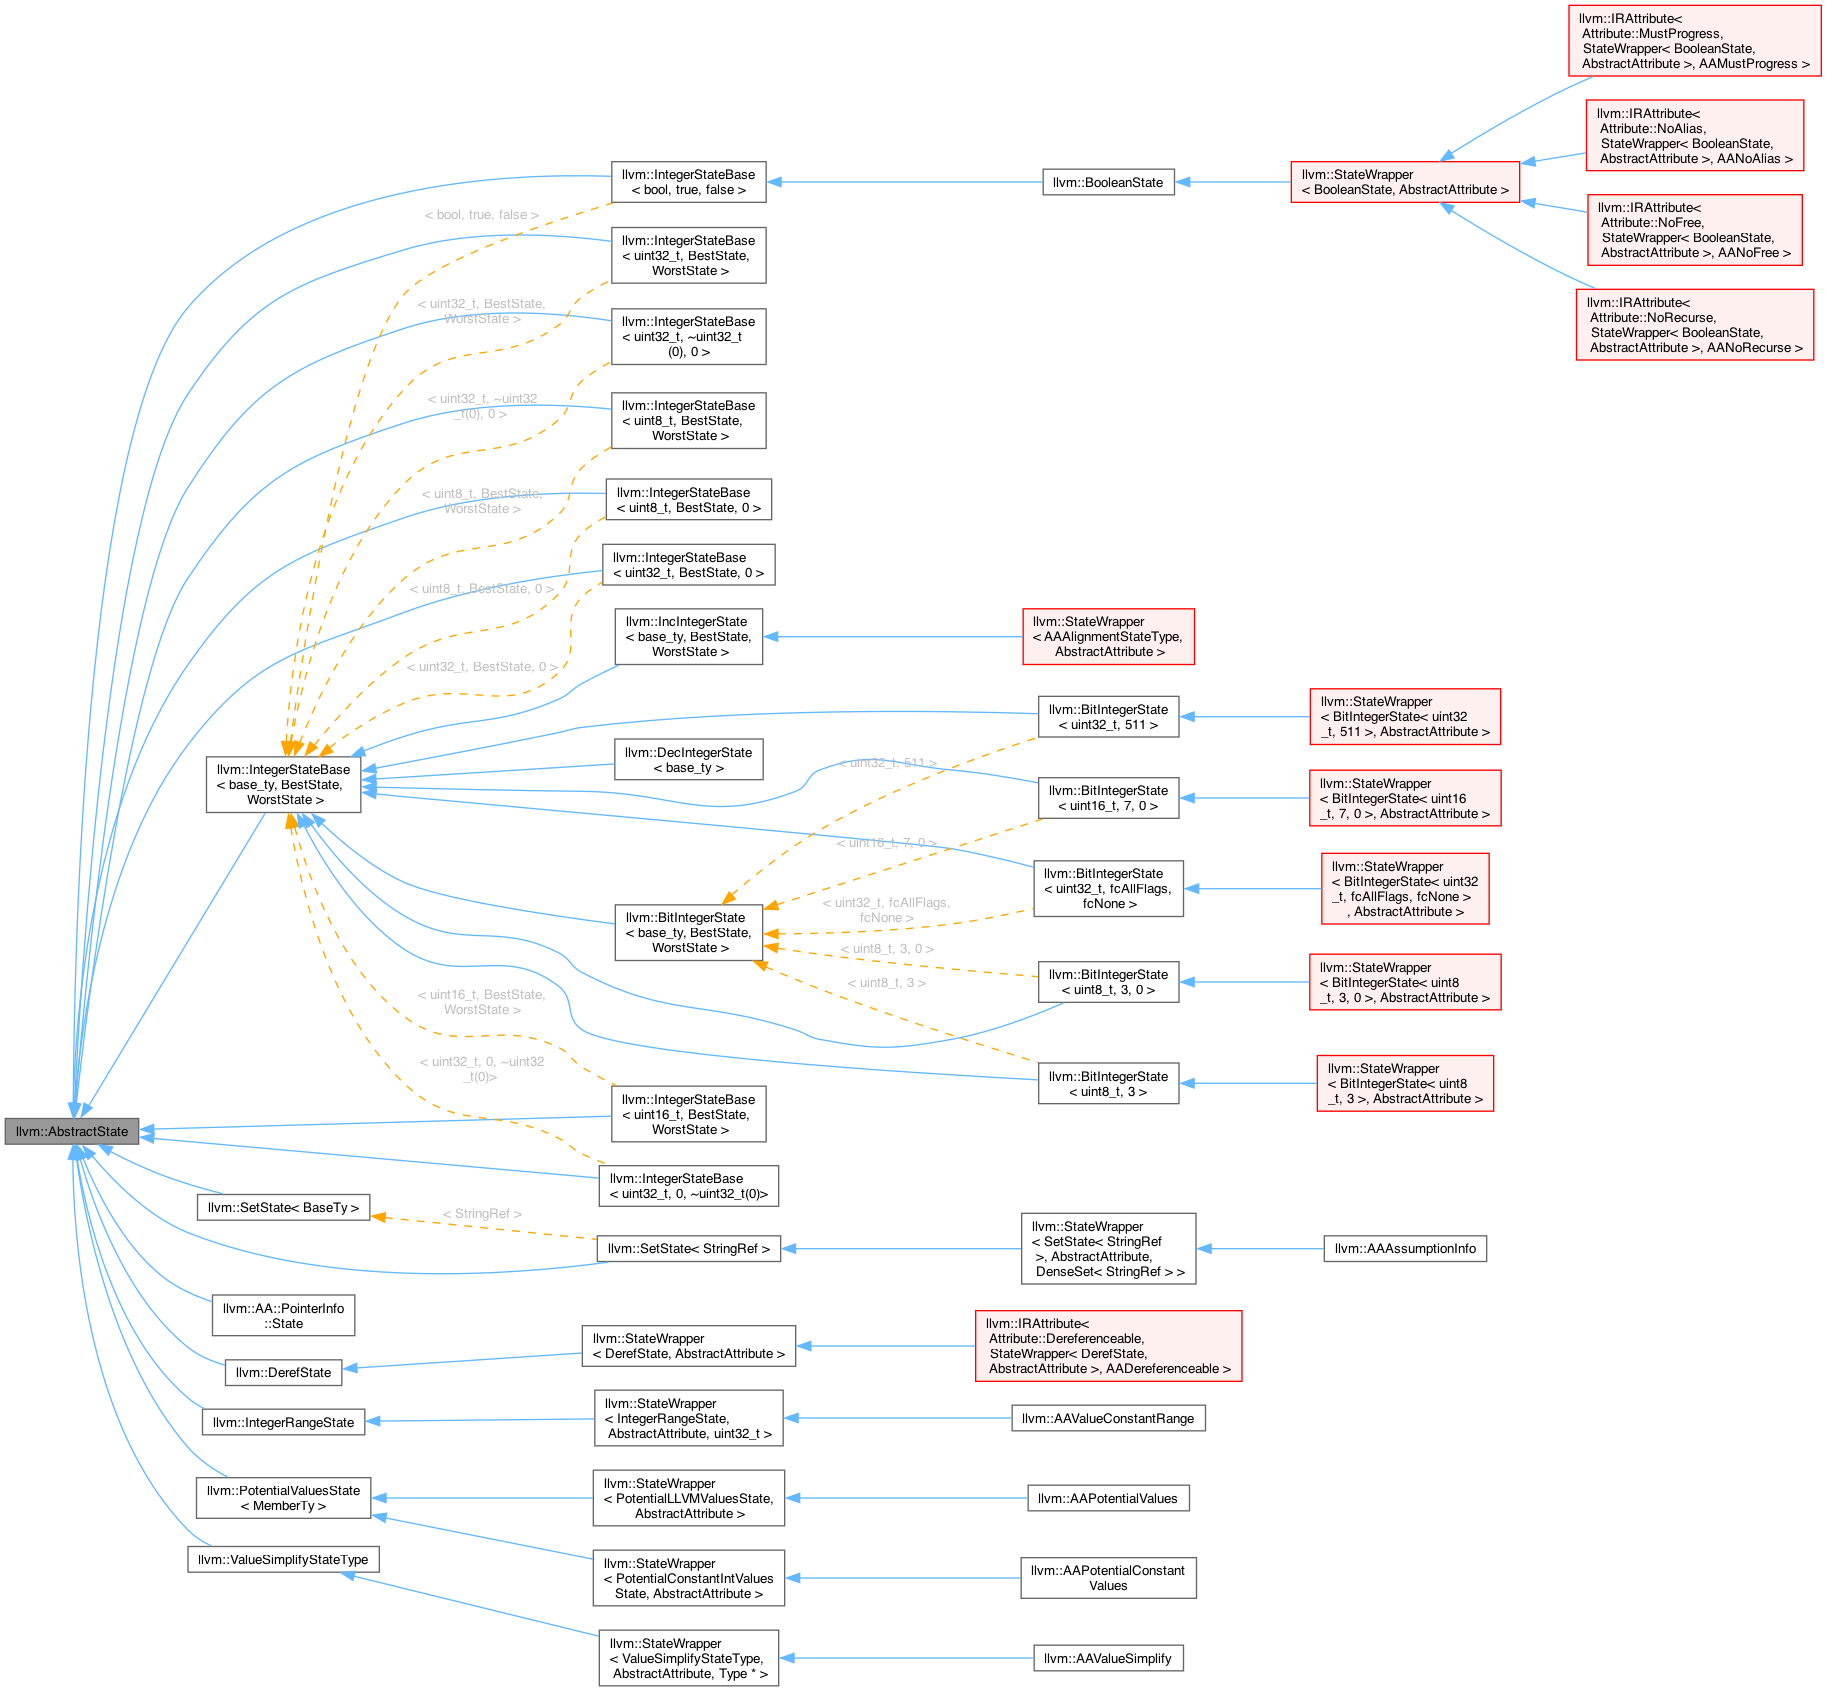 llvm::IRAttribute<
Attribute::MustProgress,
StateWrapper< BooleanState,
AbstractAttribute >, AAMustProgress >
llvm::IRAttribute<
Attribute::NoAlias,
StateWrapper< BooleanState,
AbstractAttribute >, AANoAlias >
llvm::IntegerStateBase
< bool, true, false >
llvm::BooleanState
llvm::StateWrapper
< BooleanState, AbstractAttribute >
llvm::IRAttribute<
Attribute::NoFree,
StateWrapper< BooleanState,
AbstractAttribute >, AANoFree >
< bool, true, false >
llvm::IntegerStateBase
< uint32_t, BestState,
WorstState >
llvm::IRAttribute<
Attribute::NoRecurse,
StateWrapper< BooleanState,
AbstractAttribute >, AANoRecurse >
< uint32_t, BestState,
WorstState >
llvm::IntegerStateBase
< uint32_t, ~uint32_t
(0), 0 >
< uint32_t, ~uint32
_t(0), 0 >
llvm::IntegerStateBase
< uint8_t, BestState,
WorstState >
< uint8_t, BestState,
WorstState >
llvm::IntegerStateBase
< uint8_t, BestState, 0 >
< uint8_t, BestState, 0 >
llvm::IntegerStateBase
< uint32_t, BestState, 0 >
< uint32_t, BestState, 0 >
llvm::IncIntegerState
< base_ty, BestState,
WorstState >
llvm::StateWrapper
< AAAlignmentStateType,
AbstractAttribute >
llvm::BitIntegerState
< uint32_t, 511 >
llvm::StateWrapper
< BitIntegerState< uint32
_t, 511 >, AbstractAttribute >
llvm::DecIntegerState
< base_ty >
< uint32_t, 511 >
llvm::IntegerStateBase
< base_ty, BestState,
WorstState >
llvm::BitIntegerState
< uint16_t, 7, 0 >
llvm::StateWrapper
< BitIntegerState< uint16
_t, 7, 0 >, AbstractAttribute >
< uint16_t, 7, 0 >
llvm::BitIntegerState
< uint32_t, fcAllFlags,
fcNone >
llvm::StateWrapper
< BitIntegerState< uint32
_t, fcAllFlags, fcNone >
, AbstractAttribute >
llvm::BitIntegerState
< base_ty, BestState,
WorstState >
< uint32_t, fcAllFlags,
fcNone >
< uint8_t, 3, 0 >
llvm::BitIntegerState
< uint8_t, 3, 0 >
llvm::StateWrapper
< BitIntegerState< uint8
_t, 3, 0 >, AbstractAttribute >
< uint8_t, 3 >
< uint16_t, BestState,
WorstState >
< uint32_t, 0, ~uint32
_t(0)>
llvm::BitIntegerState
< uint8_t, 3 >
llvm::StateWrapper
< BitIntegerState< uint8
_t, 3 >, AbstractAttribute >
llvm::IntegerStateBase
< uint16_t, BestState,
WorstState >
llvm::AbstractState
llvm::IntegerStateBase
< uint32_t, 0, ~uint32_t(0)>
llvm::SetState< BaseTy >
< StringRef >
llvm::SetState< StringRef >
llvm::StateWrapper
< SetState< StringRef
>, AbstractAttribute,
DenseSet< StringRef > >
llvm::AAAssumptionInfo
llvm::AA::PointerInfo
::State
llvm::DerefState
llvm::StateWrapper
< DerefState, AbstractAttribute >
llvm::IRAttribute<
Attribute::Dereferenceable,
StateWrapper< DerefState,
AbstractAttribute >, AADereferenceable >
llvm::IntegerRangeState
llvm::StateWrapper
< IntegerRangeState,
AbstractAttribute, uint32_t >
llvm::AAValueConstantRange
llvm::PotentialValuesState
< MemberTy >
llvm::StateWrapper
< PotentialLLVMValuesState,
AbstractAttribute >
llvm::AAPotentialValues
llvm::ValueSimplifyStateType
llvm::StateWrapper
< PotentialConstantIntValues
State, AbstractAttribute >
llvm::AAPotentialConstant
Values
llvm::StateWrapper
< ValueSimplifyStateType,
AbstractAttribute, Type * >
llvm::AAValueSimplify